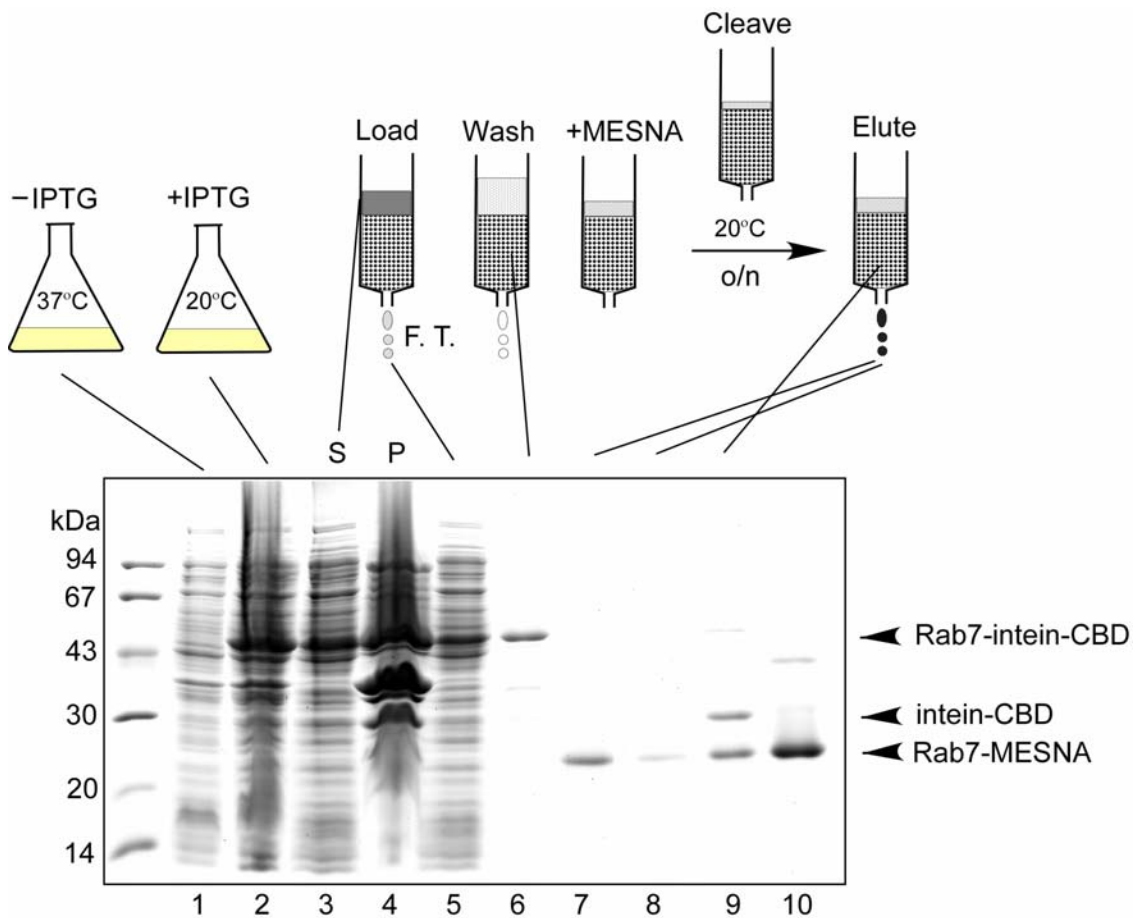 Cleave
Load Wash +MESNA Elute
–IPTG +IPTG
37°C 20°C
20°C
o/n
F. T.
S P
kDa
94
67
43
30
20
14
Rab7-intein-CBD
intein-CBD
Rab7-MESNA
1 2 3 4 5 6 7 8 9 10